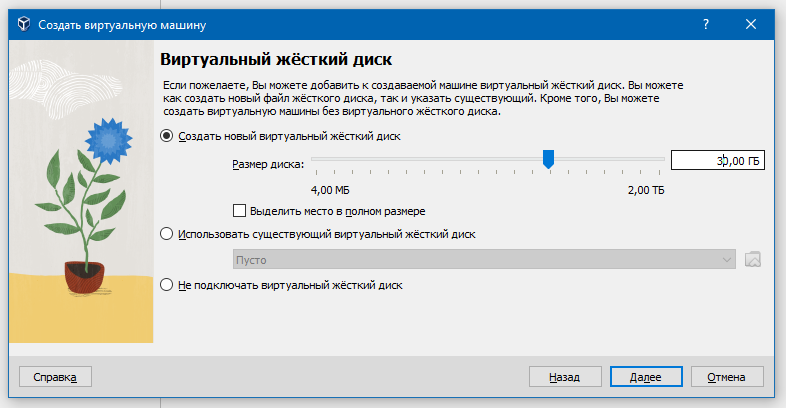 Создать виртуальную машину
Виртуальный жёсткий диск
Если пожелаете, Вы можете добавить к создаваемой машине виртуальный жёсткий диск. Вы можете
как создать новый файл жёсткого диска, так и указать существующий. Кроме того, Вы можете
создать виртуальную машины без виртуального жёсткого диска.
Создать новый виртуальный жёсткий диск
Размер диска:
30,00 ГБ
4,00 МБ
2,00 ТБ
Выделить место в полном размере
Использовать существующий виртуальный жёсткий диск
Пусто
Не подключать виртуальный жёсткий диск
Справка
Назад
Далее
Отмена